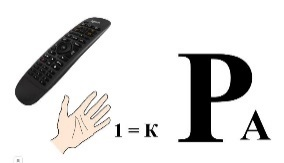 1 = К
Р
А